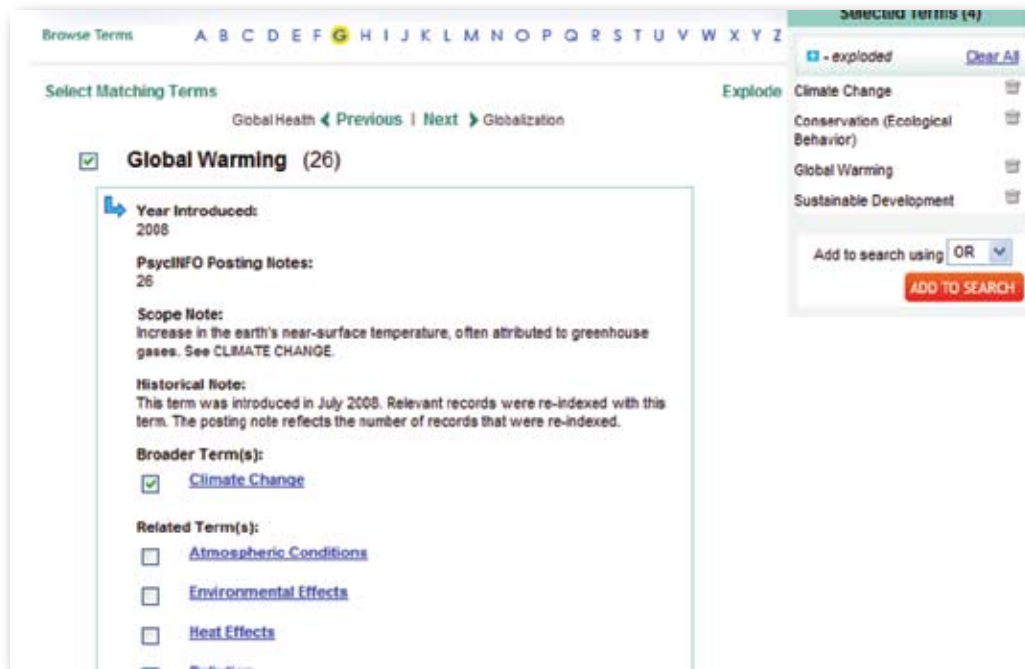 Browse Terms A B C D E F G H I J K L M N O P Q R S T U V W X Y Z
Select Matching Terms Explode
Global Health Previous | Next Globalization
Global Warming (26)
Year Introduced:
2008
PsycINFO Posting Notes:
26
Scope Note:
Increase in the earth's near-surface temperature, often attributed to greenhouse
gases. See CLIMATE CHANGE.
Historical Note:
This term was introduced in July 2008. Relevant records were re-indexed with this
term. The posting note reflects the number of records that were re-indexed.
Broader Term(s):
Climate Change
Related Term(s):
Atmospheric Conditions
Environmental Effects
Heat Effects
Selected Terms (4)
- exploded Clear All
Climate Change
Conservation (Ecological
Behavior)
Global Warming
Sustainable Development
Add to search using OR
ADD TO SEARCH